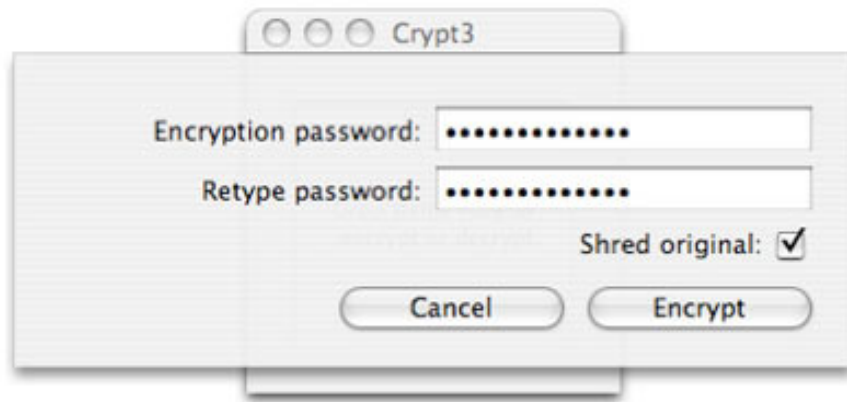 Crypt3
Encryption password: •••••••••••••
Retype password: •••••••••••••
Shred original:
Cancel Encrypt